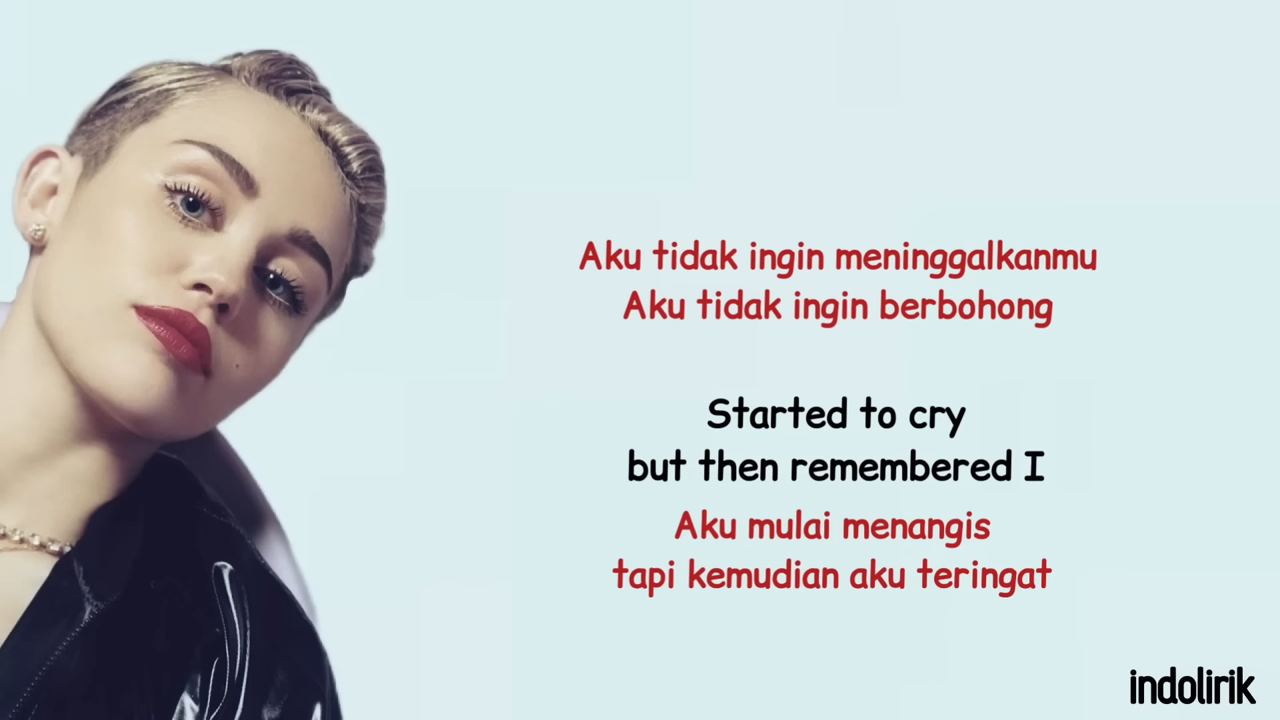 Aku tidak ingin meninggalkanmu
Aku tidak ingin berbohong
Started to cry
but then remembered I
Aku mulai menangis
tapi kemudian aku teringat
indolirik